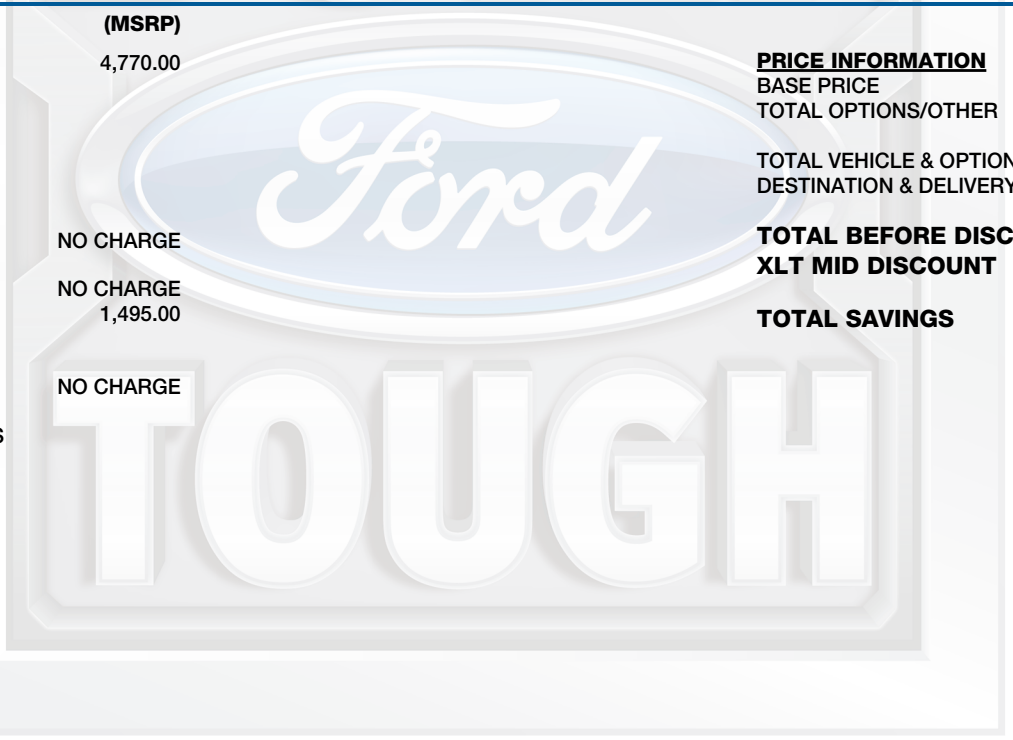 (MSRP)
4,770.00
NO CHARGE
NO CHARGE
1,495.00
NO CHARGE
S
PRICE INFORMATION
BASE PRICE
TOTAL OPTIONS/OTHER
TOTAL VEHICLE & OPTION
DESTINATION & DELIVERY
TOTAL BEFORE DISC
XLT MID DISCOUNT
TOTAL SAVINGS
Ford
TOUGH